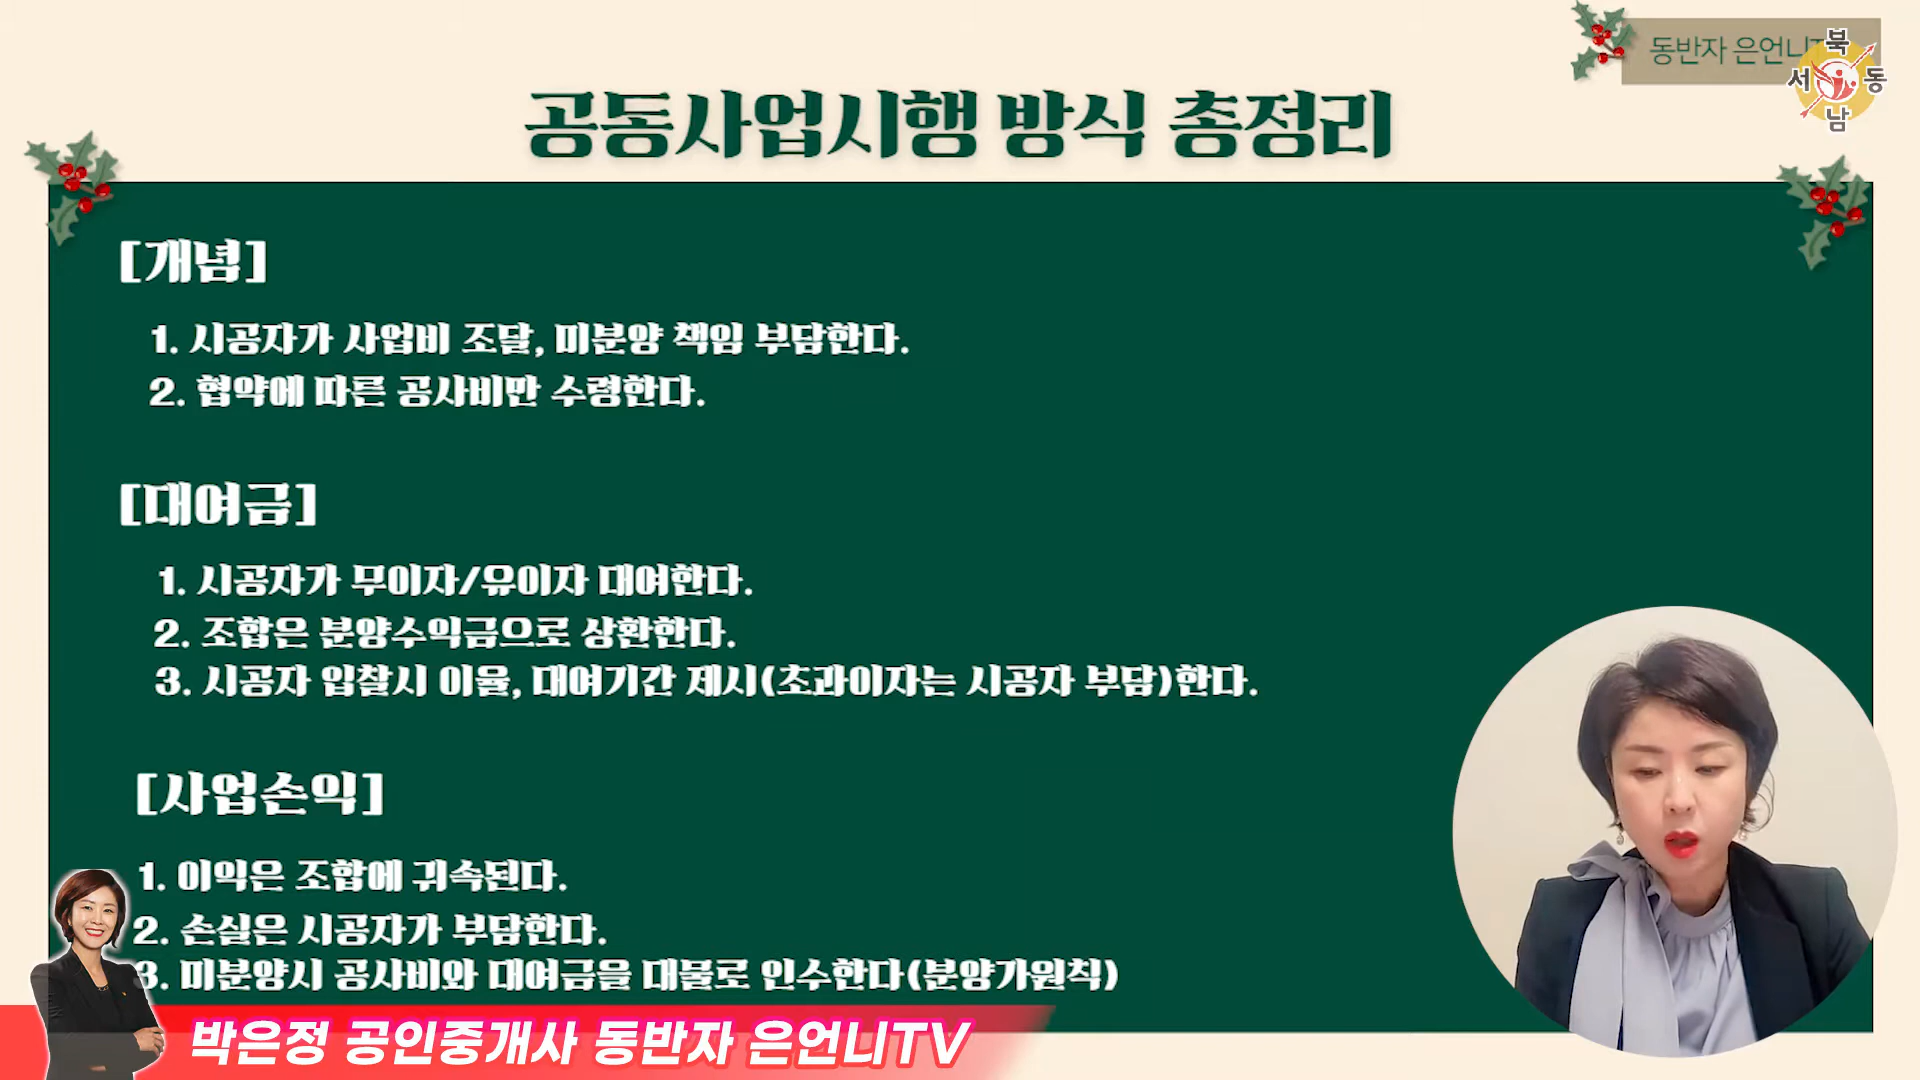 동반자 은언니
북
서
동
남
공동사업시행 방식 총정리
[개념]
1. 시공자가 사업비 조달, 미분양 책임 부담한다.
2. 협약에 따른 공사비만 수령한다.
[대여금]
1. 시공자가 무이자/유이자 대여한다.
2. 조합은 분양수익금으로 상환한다.
3. 시공자 입찰시 이율, 대여기간 제시(초과이자는 시공자 부담)한다.
[사업손익]
1. 이익은 조합에 귀속된다.
2. 손실은 시공자가 부담한다.
3. 미분양시 공사비와 대여금을 대물로 인수한다(분양가원칙)
박은정 공인중개사 동반자 은언니TV